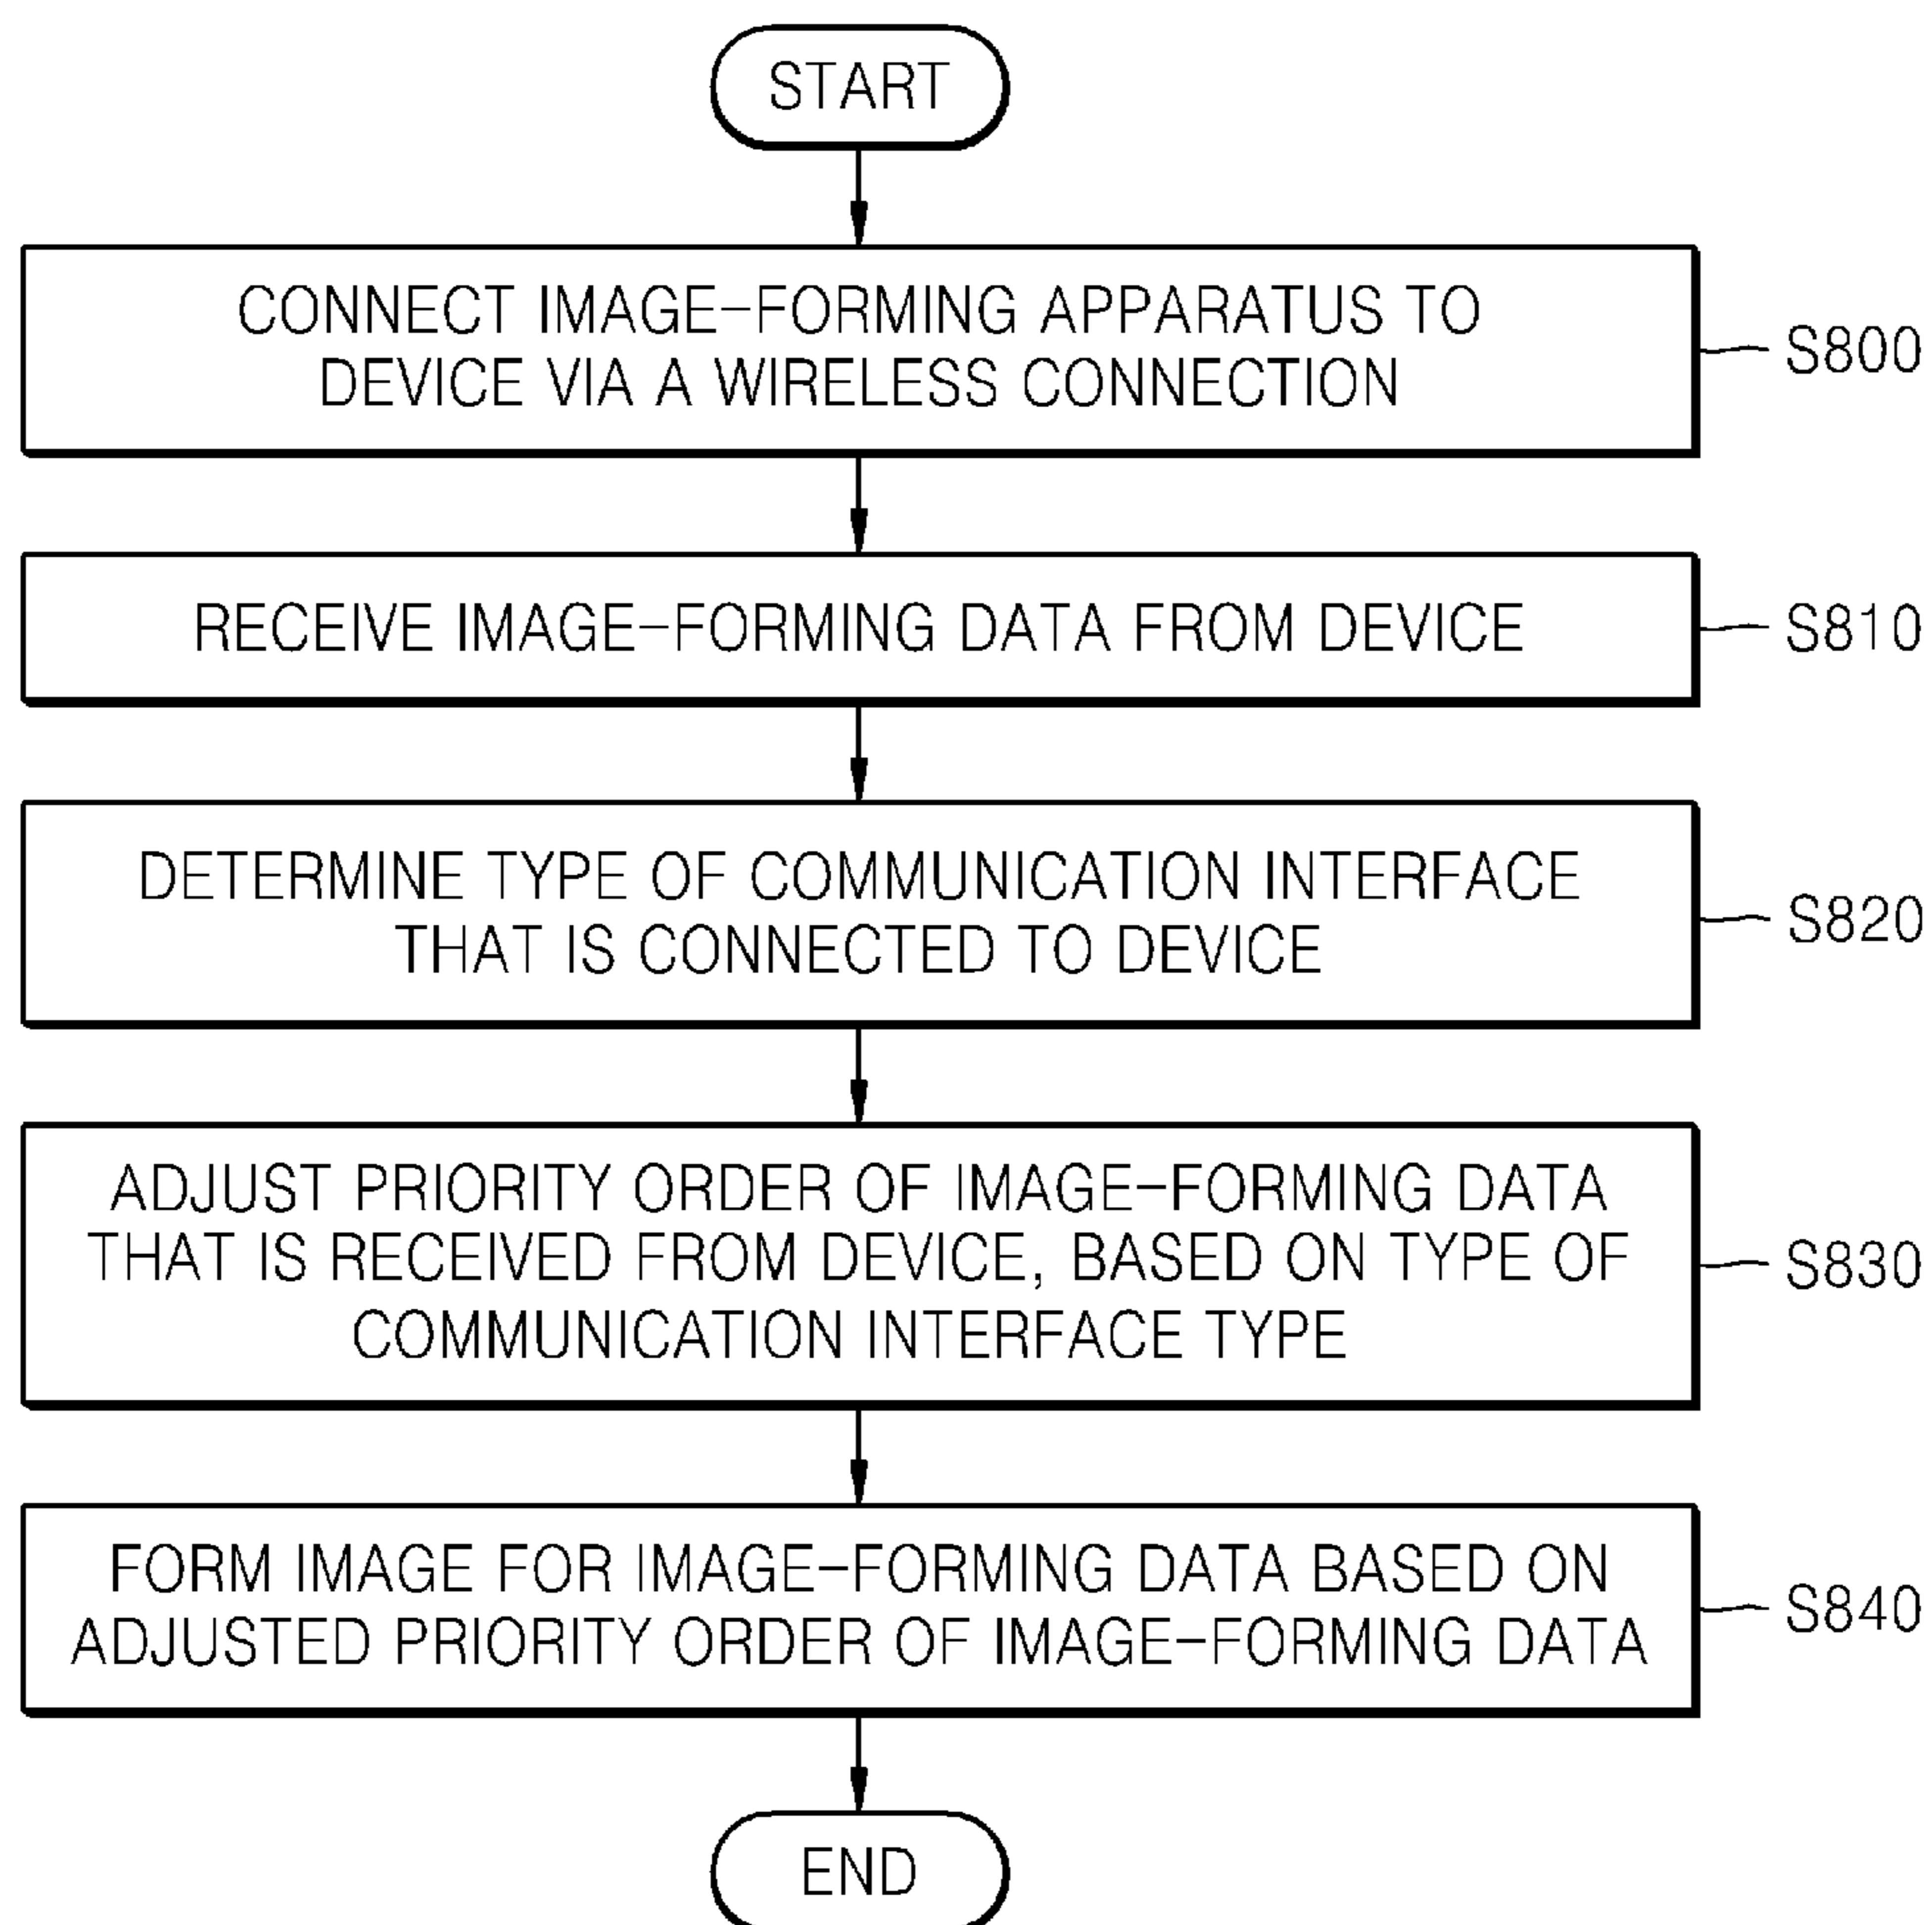 START
CONNECT IMAGE-FORMING APPARATUS TO
DEVICE VIA A WIRELESS CONNECTION
S800
RECEIVE IMAGE-FORMING DATA FROM DEVICE
S810
DETERMINE TYPE OF COMMUNICATION INTERFACE
THAT IS CONNECTED TO DEVICE
S820
ADJUST PRIORITY ORDER OF IMAGE-FORMING DATA
THAT IS RECEIVED FROM DEVICE, BASED ON TYPE OF
COMMUNICATION INTERFACE TYPE
S830
FORM IMAGE FOR IMAGE-FORMING DATA BASED ON
ADJUSTED PRIORITY ORDER OF IMAGE-FORMING DATA
S840
END